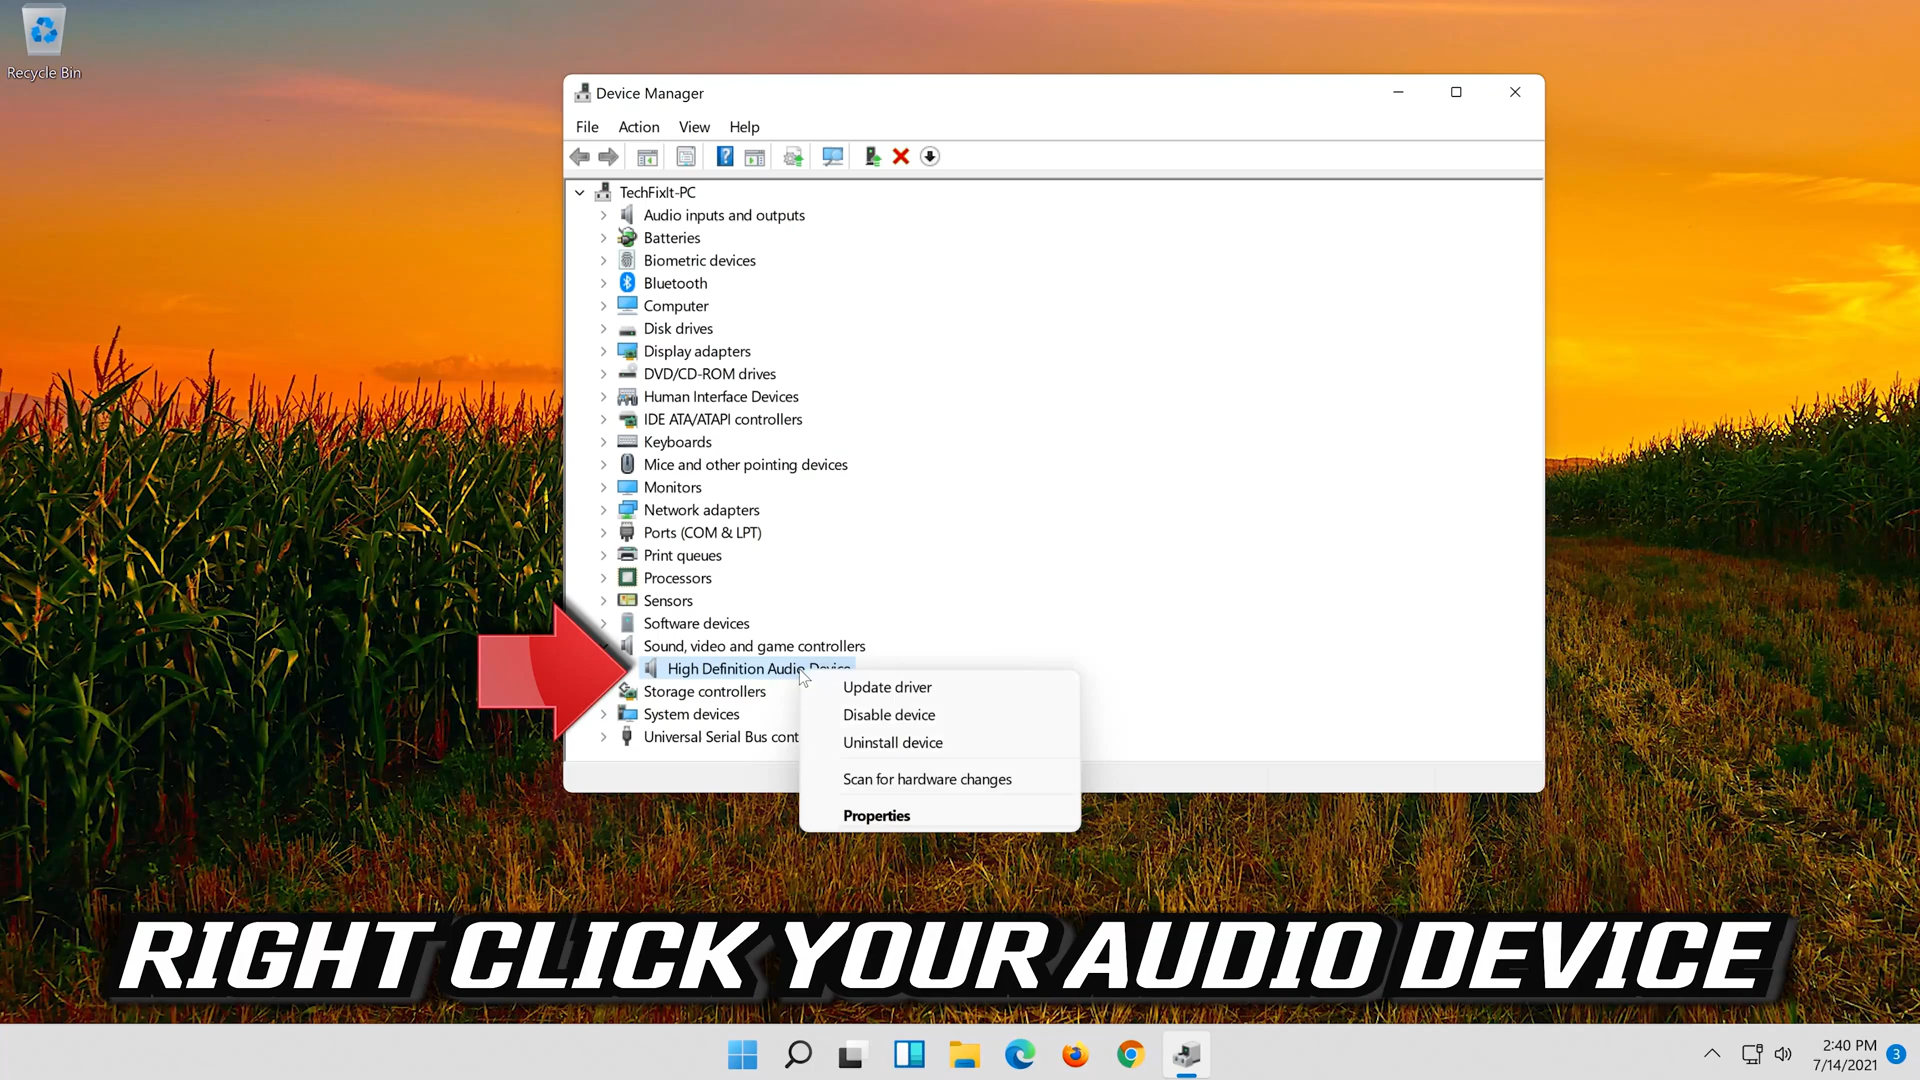 Recycle Bin
Device Manager
File Action View Help
TechFixIt-PC
Audio inputs and outputs
Batteries
Biometric devices
Bluetooth
Computer
Disk drives
Display adapters
DVD/CD-ROM drives
Human Interface Devices
IDE ATA/ATAPI controllers
Keyboards
Mice and other pointing devices
Monitors
Network adapters
Ports (COM & LPT)
Print queues
Processors
Sensors
Software devices
Sound, video and game controllers
High Definition Audio Device
Storage controllers
System devices
Universal Serial Bus cont
Update driver
Disable device
Uninstall device
Scan for hardware changes
Properties
RIGHT CLICK YOUR AUDIO DEVICE
2:40 PM
7/14/2021
3